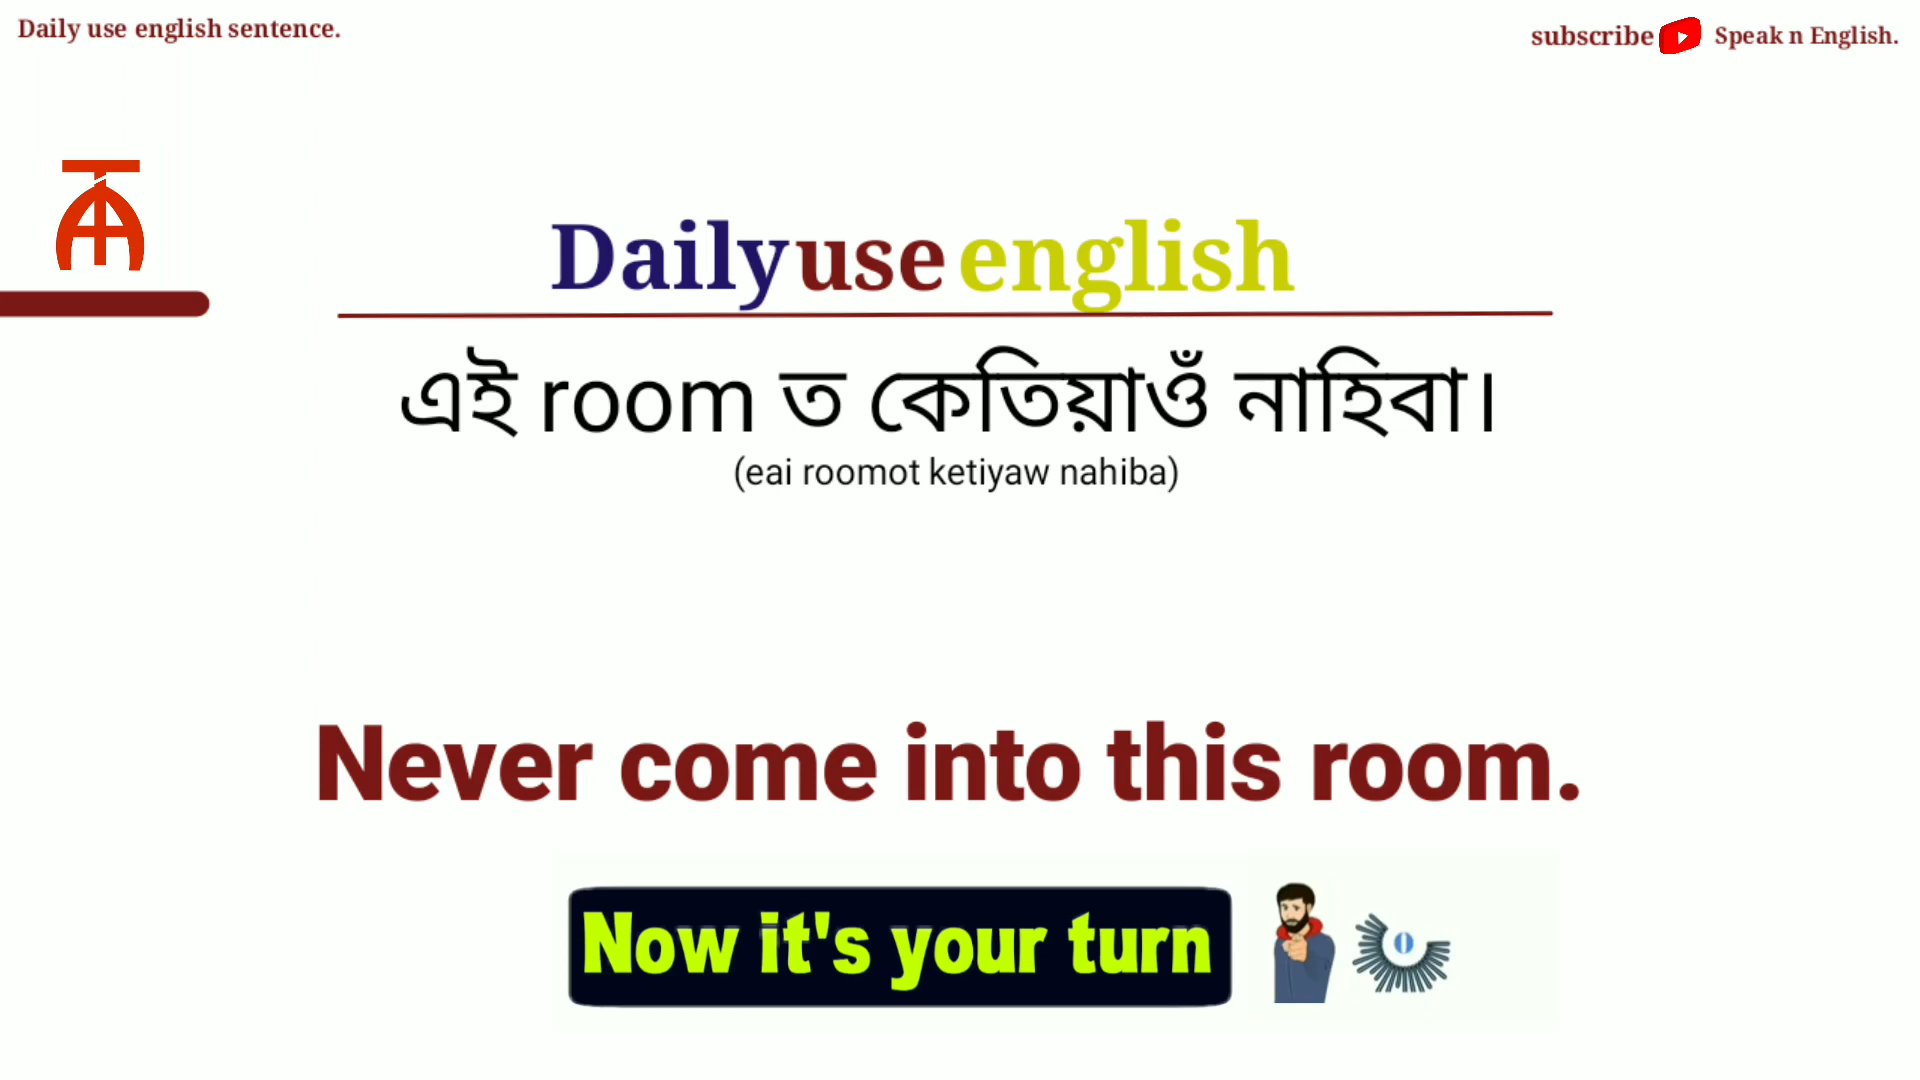 Daily use english sentence.
subscribe Speak n English.
Daily use english
এই room ত কেতিয়াওঁ নাহিবা।
(eai roomot ketiyaw nahiba)
Never come into this room.
Now it's your turn
0